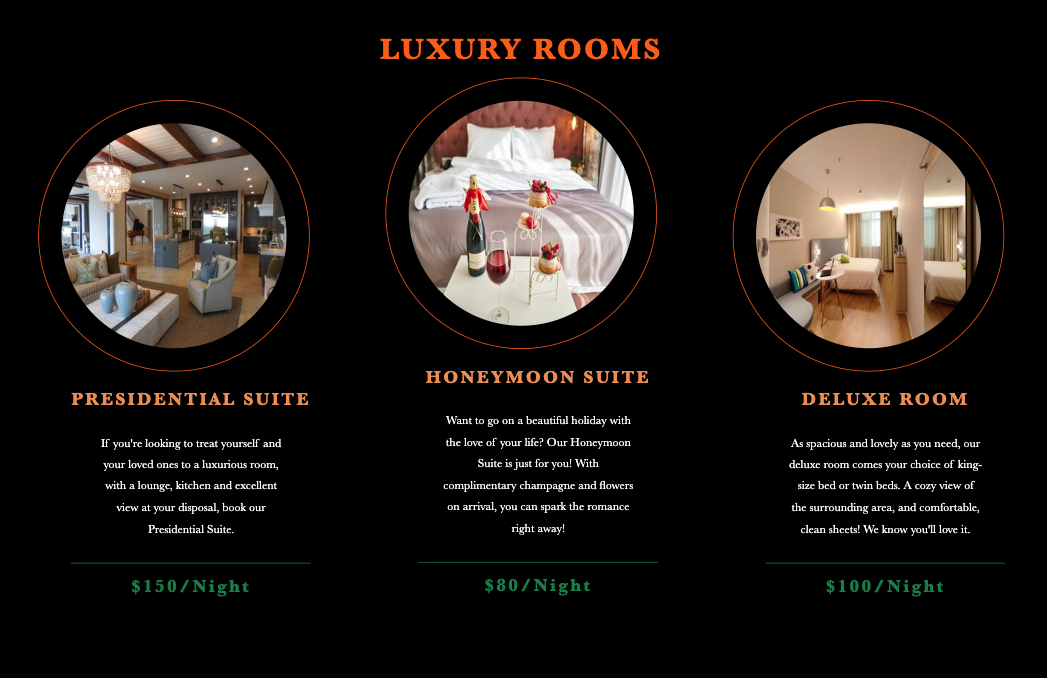 LUXURY ROOMS
PRESIDENTIAL SUITE
If you're looking to treat yourself and
your loved ones to a luxurious room,
with a lounge, kitchen and excellent
view at your disposal, book our
Presidential Suite.
$150/Night
HONEYMOON SUITE
Want to go on a beautiful holiday with
the love of your life? Our Honeymoon
Suite is just for you! With
complimentary champagne and flowers
on arrival, you can spark the romance
right away!
$80/Night
DELUXE ROOM
As spacious and lovely as you need, our
deluxe room comes your choice of king-
size bed or twin beds. A cozy view of
the surrounding area, and comfortable,
clean sheets! We know you'll love it.
$100/Night